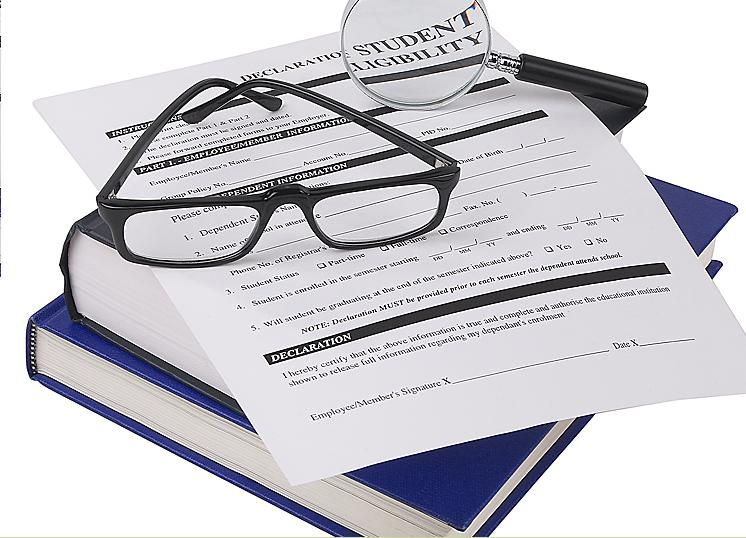 DECLARATION STUDENT
ELIGIBILITY
INSTRUCTIONS
1. Please complete Part 1 & Part 2
2. The declaration must be signed and dated.
Please forward completed forms to your Employer.
PART 1. - EMPLOYEE/MEMBER INFORMATION
Employee/Member's Name Account No. PID No.
Group Policy No. Date of Birth
DEPENDENT INFORMATION
Please
1. Dependent Name
2. Name of
Phone No. of Registrar's Fax. No. ( )
3. Student Status Part-time Full-time Correspondence
4. Student is enrolled in the semester starting DD MM YY and ending DD MM YY
5. Will student be graduating at the end of the semester indicated above? Yes No
NOTE: Declaration MUST be provided prior to each semester the dependent attends school.
DECLARATION
I hereby certify that the above information is true and complete and authorise the educational institution
shown to release full information regarding my dependant's enrolment
Employee/Member's Signature X Date X